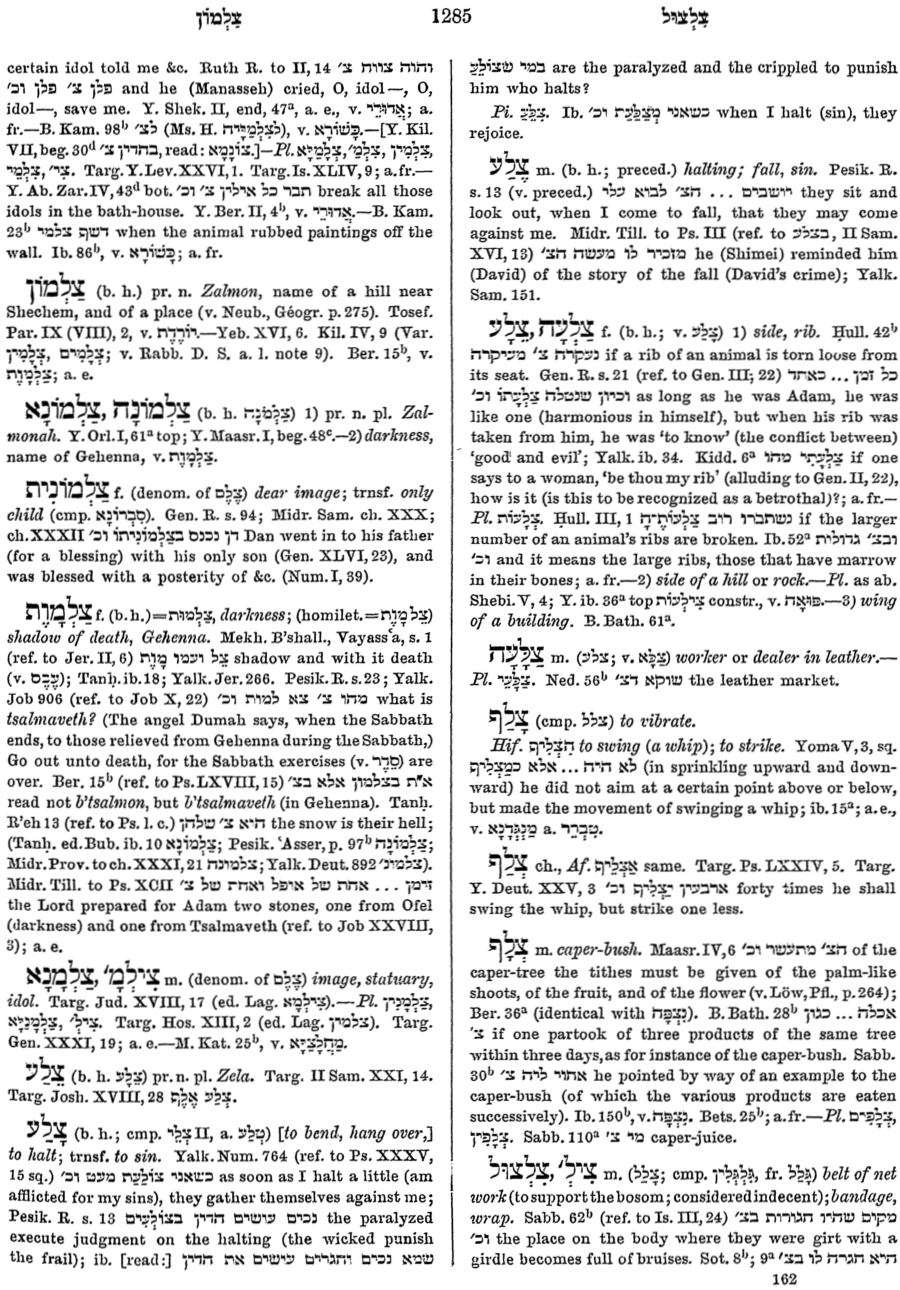 צַלְמוֹן 1285 צִלְצוּל
certain idol told me &c. Ruth R. to II, 14 והוה צווח צ׳
פלן צ׳ פלן וכ׳ and he (Manasseh) cried, O, idol—, O,
idol—, save me. Y. Shek. II, end, 47ᵃ, a. e., v. אֲדוּרֵי; a.
fr.—B. Kam. 98ᵇ לצ׳ (Ms. H. לצלמיירה), v. כָּשׁוֹרָא.—[Y. Kil.
VII, beg. 30ᵈ בחדין צ׳, read: צוֹנְמָא.]—Pl. צַלְמִין, צַלְמֵי, צַלְמַיָּא,
צִי׳, צִילְמֵי. Targ. Y. Lev. XXVI, 1. Targ. Is. XLIV, 9; a. fr.—
Y. Ab. Zar. IV, 43ᵈ bot. תבר כל אילין צ׳ וכ׳ break all those
idols in the bath-house. Y. Ber. II, 4ᵇ, v. אֲדוּרֵי.—B. Kam.
23ᵇ דשף צלמי when the animal rubbed paintings off the
wall. Ib. 86ᵇ, v. כָּשׁוֹרָא; a. fr.
צַלְמוֹן (b. h.) pr. n. Zalmon, name of a hill near
Shechem, and of a place (v. Neub., Géogr. p. 275). Tosef.
Par. IX (VIII), 2, v. יוֹרֶדֶת.—Yeb. XVI, 6. Kil. IV, 9 (Var.
צַלְמִים, צַלְמִין; v. Rabb. D. S. a. l. note 9). Ber. 15ᵇ, v.
צַלְמָוֶת; a. e.
צַלְמוֹנָה, צַלְמוֹנָא (b. h. צַלְמֹנָה) 1) pr. n. pl. Zal-
monah. Y. Orl. I, 61ᵃ top; Y. Maasr. I, beg. 48ᶜ.—2) darkness,
name of Gehenna, v. צַלְמָוֶת.
צַלְמוֹנִית f. (denom. of צֶלֶם) dear image; trnsf. only
child (cmp. סְבַרוֹנָא). Gen. R. s. 94; Midr. Sam. ch. XXX;
ch. XXXII דן נכנס בצַלְמוֹנִיתוֹ וכ׳ Dan went in to his father
(for a blessing) with his only son (Gen. XLVI, 23), and
was blessed with a posterity of &c. (Num. I, 39).
צַלְמָוֶת f. (b. h.)=צַלְמוּת, darkness; (homilet.=צֵל מָוֶת)
shadow of death, Gehenna. Mekh. B'shall., Vayassᶜa, s. 1
(ref. to Jer. II, 6) צל ועמו מָוֶת shadow and with it death
(v. עֶבֶס); Tanḥ. ib. 18; Yalk. Jer. 266. Pesik. R. s. 23; Yalk.
Job 906 (ref. to Job X, 22) מהו צ׳ צא למות וכ׳ what is
tsalmaveth? (The angel Dumah says, when the Sabbath
ends, to those relieved from Gehenna during the Sabbath,)
Go out unto death, for the Sabbath exercises (v. סֵדֶר) are
over. Ber. 15ᵇ (ref. to Ps. LXVIII, 15) א״ת בצלמון אלא בצ׳
read not b'tsalmon, but b'tsalmaveth (in Gehenna). Tanḥ.
R'eh 13 (ref. to Ps. l. c.) היא צ׳ שלהן the snow is their hell;
(Tanḥ. ed. Bub. ib. 10 צַלְמוֹנָא; Pesik. 'Asser, p. 97ᵇ צַלְמוֹנָה;
Midr. Prov. to ch. XXXI, 21 צלמונה; Yalk. Deut. 892 צלמוני׳).
Midr. Till. to Ps. XCII זימן ... אחת של אופל ואחת של צ׳
the Lord prepared for Adam two stones, one from Ofel
(darkness) and one from Tsalmaveth (ref. to Job XXVIII,
3); a. e.
צַלְמָנָא, צִילְמָ׳ m. (denom. of צֶלֶם) image, statuary,
idol. Targ. Jud. XVIII, 17 (ed. Lag. צִילְמָא).—Pl. צַלְמָנִין,
צַלְמָנַיָּא, צִיל׳. Targ. Hos. XIII, 2 (ed. Lag. צלמין). Targ.
Gen. XXXI, 19; a. e.—M. Kat. 25ᵇ, v. מַחֲלָצַיָּא.
צֶלַע (b. h. צֵלָע) pr. n. pl. Zela. Targ. II Sam. XXI, 14.
Targ. Josh. XVIII, 28 צֶלַע אֶלֶף.
צָלַע (b. h.; cmp. צלי II, a. טָלַע) [to bend, hang over,]
to halt; trnsf. to sin. Yalk. Num. 764 (ref. to Ps. XXXV,
15 sq.) כשאני צוֹלַעַת מעט וכ׳ as soon as I halt a little (am
afflicted for my sins), they gather themselves against me;
Pesik. R. s. 13 נכים עושים הדין בצוֹלְעִים the paralyzed
execute judgment on the halting (the wicked punish
the frail); ib. [read:] שמא נכים וחגרים עושים את הדין
במי שצוֹלֵעַ are the paralyzed and the crippled to punish
him who halts?
Pi. צִלֵּעַ. Ib. כשאני מְצַלַּעַת וכ׳ when I halt (sin), they
rejoice.
צֶלַע m. (b. h.; preced.) halting; fall, sin. Pesik. R.
s. 13 (v. preced.) ויושבים ... הצ׳ לבוא עלי they sit and
look out, when I come to fall, that they may come
against me. Midr. Till. to Ps. III (ref. to בצלע, II Sam.
XVI, 13) מזכיר לו מעשה הצ׳ he (Shimei) reminded him
(David) of the story of the fall (David's crime); Yalk.
Sam. 151.
צַלְעָה, צֵלָע f. (b. h.; v. צָלַע) 1) side, rib. Ḥull. 42ᵇ
נעקרה צ׳ מעיקרה if a rib of an animal is torn loose from
its seat. Gen. R. s. 21 (ref. to Gen. III, 22) כל זמן ... כאחד
וכיון שנטלה צַלְעָתוֹ וכ׳ as long as he was Adam, he was
like one (harmonious in himself), but when his rib was
taken from him, he was 'to know' (the conflict between)
'good and evil'; Yalk. ib. 34. Kidd. 6ᵃ צַלְעָתִי מהו if one
says to a woman, 'be thou my rib' (alluding to Gen. II, 22),
how is it (is this to be recognized as a betrothal)?; a. fr.—
Pl. צְלָעוֹת. Ḥull. III, 1 נשתברו רוב צַלְעוֹתֶיהָ if the larger
number of an animal's ribs are broken. Ib. 52ᵃ ובצ׳ גדולות
וכ׳ and it means the large ribs, those that have marrow
in their bones; a. fr.—2) side of a hill or rock.—Pl. as ab.
Shebi. V, 4; Y. ib. 36ᵃ top צִילְעוֹת constr., v. פּוּאָה.—3) wing
of a building. B. Bath. 61ᵃ.
צַלָּעָה m. (צלע; v. צַלָּא) worker or dealer in leather.—
Pl. צַלָּעֵי. Ned. 56ᵇ שוקא דצ׳ the leather market.
צָלַף (cmp. צלל) to vibrate.
Hif. הִצְלִיף to swing (a whip); to strike. Yoma V, 3, sq.
לא היה ... אלא כמַצְלִיף (in sprinkling upward and down-
ward) he did not aim at a certain point above or below,
but made the movement of swinging a whip; ib. 15ᵃ; a. e.,
v. מַנְגְּדָנָא a. טִבְרֵר.
צְלַף ch., Af. אַצְלִיף same. Targ. Ps. LXXIV, 5. Targ.
Y. Deut. XXV, 3 ארבעין יַצְלִיף וכ׳ forty times he shall
swing the whip, but strike one less.
צָלָף m. caper-bush. Maasr. IV, 6 הצ׳ מתעשר וכ׳ of the
caper-tree the tithes must be given of the palm-like
shoots, of the fruit, and of the flower (v. Löw, Pfl., p. 264);
Ber. 36ᵃ (identical with נִצְפָּה). B. Bath. 28ᵇ אכלה ... כגון
צ׳ if one partook of three products of the same tree
within three days, as for instance of the caper-bush. Sabb.
30ᵇ אחוי ליה צ׳ he pointed by way of an example to the
caper-bush (of which the various products are eaten
successively). Ib. 150ᵇ, v. נִצְפָּה. Bets. 25ᵇ; a. fr.—Pl. צְלָפִים,
צְלָפִין. Sabb. 110ᵃ מי צ׳ caper-juice.
צִלְצוּל, צִיל׳ m. (צָלַל; cmp. גַּלְגְּלִין, fr. גָּלַל) belt of net
work (to support the bosom; considered indecent); bandage,
wrap. Sabb. 62ᵇ (ref. to Is. III, 24) מקום שהיו חגורות בצ׳
וכ׳ the place on the body where they were girt with a
girdle becomes full of bruises. Sot. 8ᵇ; 9ᵃ היא חגרה לו בצ׳
162